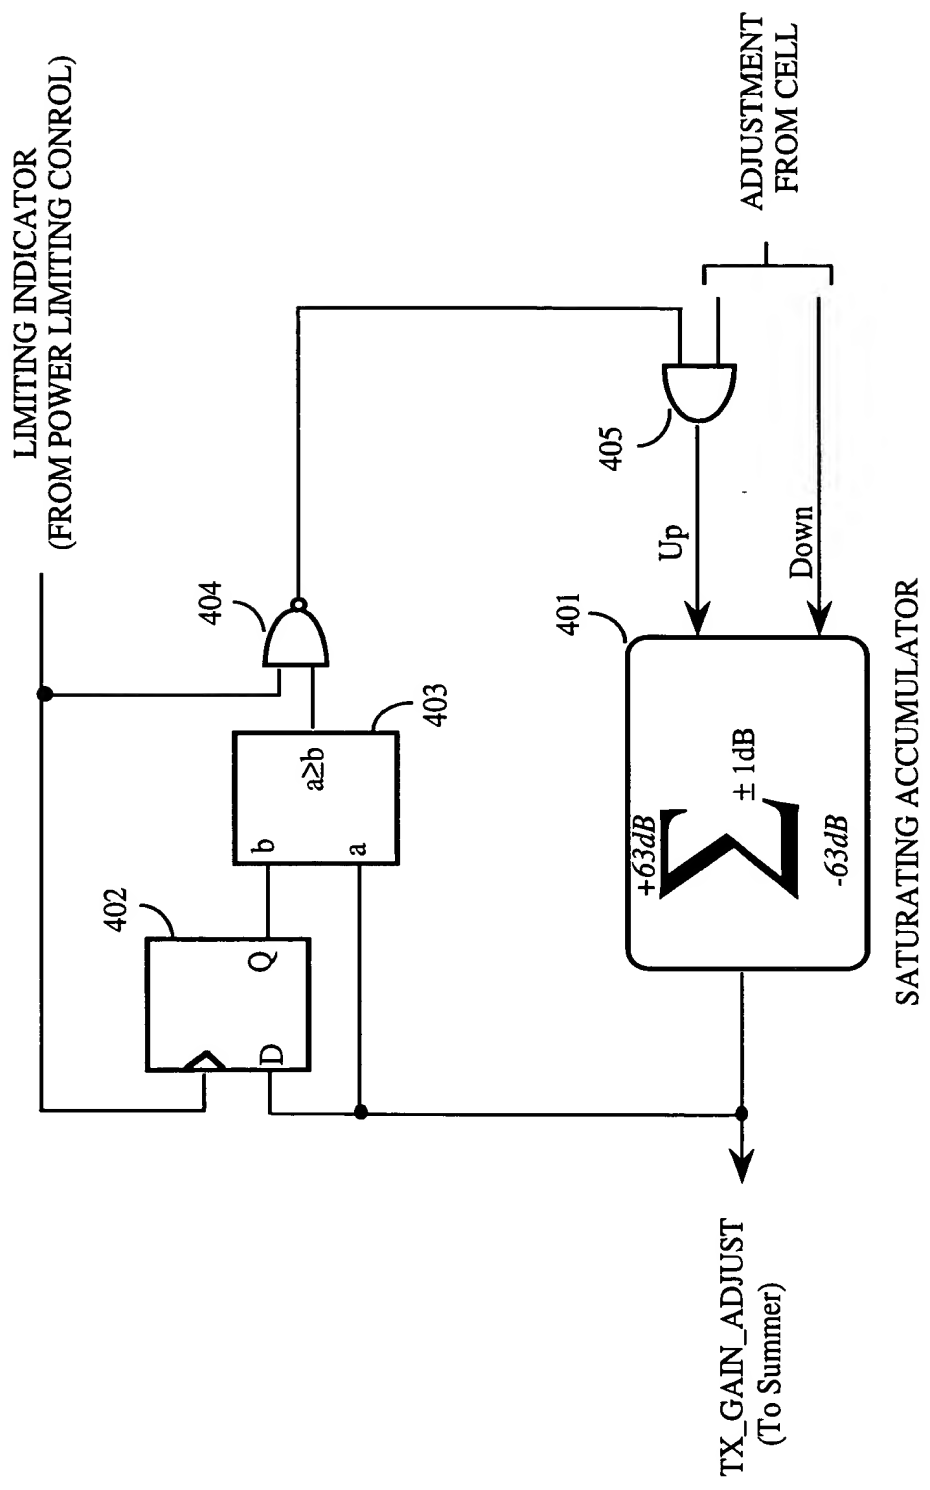 LIMITING INDICATOR
(FROM POWER LIMITING CONROL)
402
D
Q
b
a
a≥b
403
404
405
ADJUSTMENT
FROM CELL
Up
Down
401
+63dB
± 1dB
-63dB
SATURATING ACCUMULATOR
TX_GAIN_ADJUST
(To Summer)